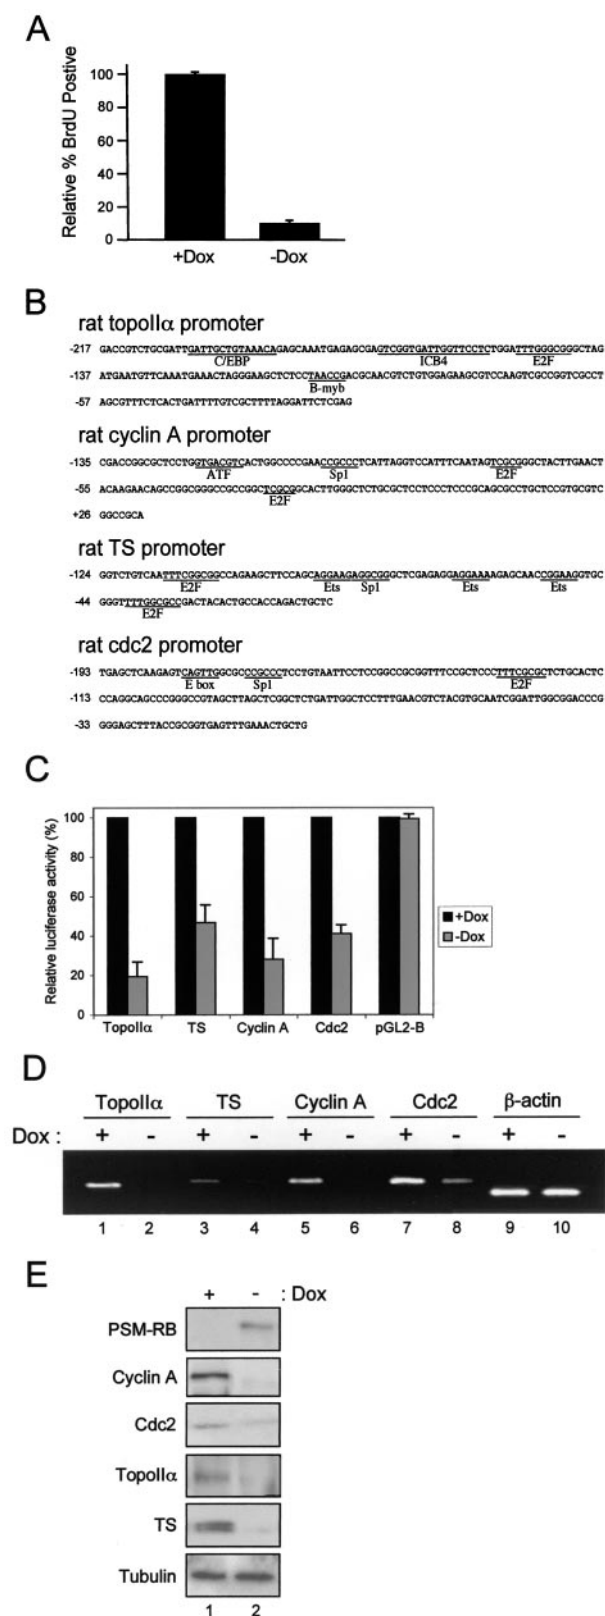 A
Relative % BrdU Postive
100
80
60
40
20
0
+Dox
-Dox
B
rat topoIIα promoter
-217 GACCGTCTGCGATTGATTGCTGTAAACAGAGCAAATGAGAGCGAGTCGGTGATTGGTTCCTCTGGATTTGGGCGGGCTAG
C/EBP ICB4 E2F
-137 ATGAATGTTCAAATGAAACTAGGGAAGCTCTCCTAACCGACGCAACGTCTGTGGAGAAGCGTCCAAGTCGCCGGTCGCCT
B-myb
-57 AGCGTTTCTCACTGATTTTGTCGCTTTTAGGATTCTCGAG
rat cyclin A promoter
-135 CGACCGGCGCTCCTGGTGACGTCACTGGCCCCGAACCGCCCTCATTAGGTCCATTTCAATAGTCGCGGGCTACTTGAACT
ATF Sp1 E2F
-55 ACAAGAACAGCCGGCGGGCCGCCGGCTCGCGGCACTTGGGCTCTGCGCTCCTCCCTCCCGCAGCGCCTGCTCCGTGCGTC
E2F
+26 GGCCGCA
rat TS promoter
-124 GGTCTGTCAATTTCGGCGGCCAGAAGCTTCCAGCAGGAAGAGGCGGGCTCGAGAGGAGGAAAAGAGCAACCGGAAGGTGC
E2F Ets Sp1 Ets Ets
-44 GGGTTTTGGCGCCGACTACACTGCCACCAGACTGCTC
E2F
rat cdc2 promoter
-193 TGAGCTCAAGAGTCAGTTGGCGCCCGCCCTCCTGTAATTCTCCGGCCGCGGTTTCCGCTCCCTTTCGCGCTCTGCACTC
E box Sp1 E2F
-113 CCAGGCAGCCCGGGCCGTAGCTTAGCTCGGCTCTGATTGGCTCCTTTGAACGTCTACGTGCAATCGGATTGGCGGACCCG
-33 GGGAGCTTTACCGCGGTGAGTTTGAAACTGCTG
C
Relative luciferase activity (%)
100
80
60
40
20
0
TopoIIα
TS
Cyclin A
Cdc2
pGL2-B
+Dox
-Dox
D
TopoIIα TS Cyclin A Cdc2 β-actin
Dox : + - + - + - + - + -
1 2 3 4 5 6 7 8 9 10
E
+ - : Dox
PSM-RB
Cyclin A
Cdc2
TopoIIα
TS
Tubulin
1 2